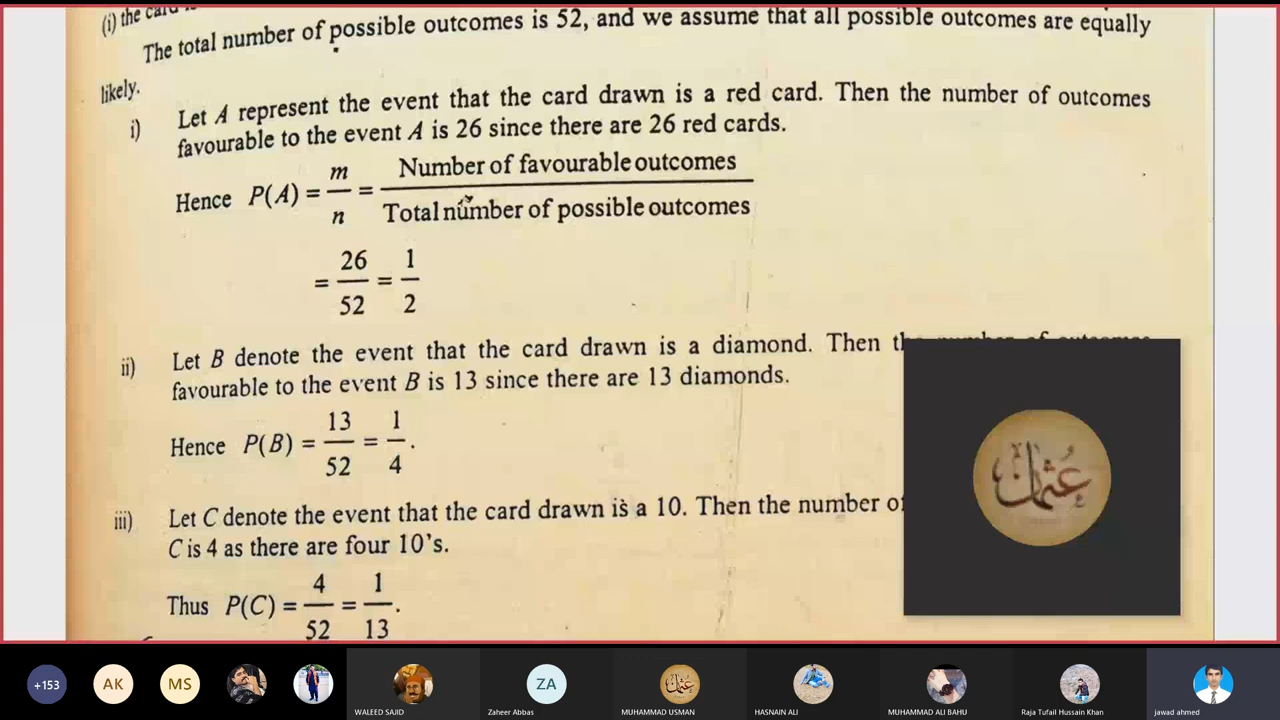 (i) the card is
The total number of possible outcomes is 52, and we assume that all possible outcomes are equally
likely.
i) Let A represent the event that the card drawn is a red card. Then the number of outcomes
favourable to the event A is 26 since there are 26 red cards.
Hence P(A) = m/n = Number of favourable outcomes / Total number of possible outcomes
= 26/52 = 1/2
ii) Let B denote the event that the card drawn is a diamond. Then the number of outcomes
favourable to the event B is 13 since there are 13 diamonds.
Hence P(B) = 13/52 = 1/4.
iii) Let C denote the event that the card drawn is a 10. Then the number of
C is 4 as there are four 10's.
Thus P(C) = 4/52 = 1/13.
عثمان
+153 AK MS ZA عثمان
WALEED SAJID Zaheer Abbas MUHAMMAD USMAN HASNAIN ALI MUHAMMAD ALI BAHU Raja Tufail Hussain Khan jawad ahmed